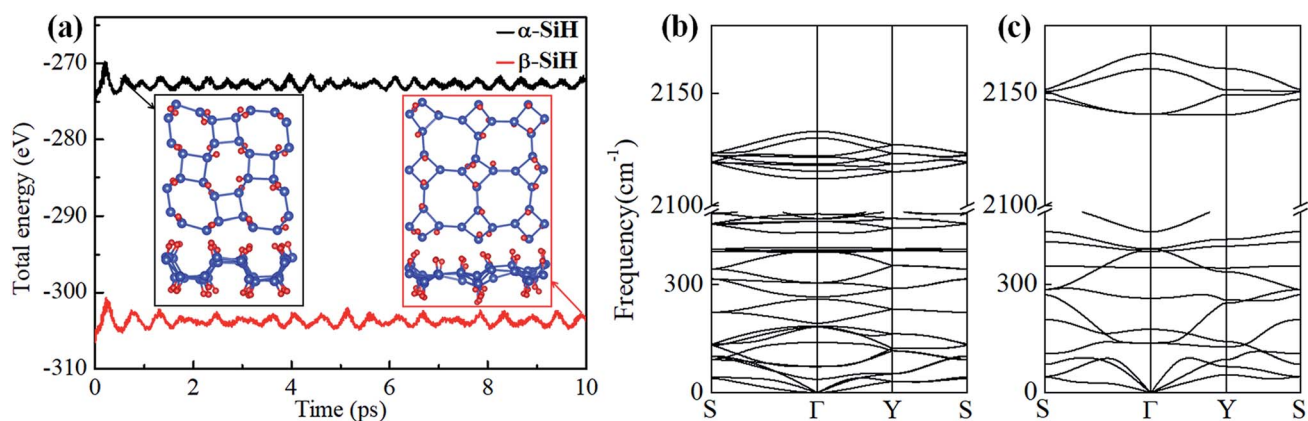 (a)
α-SiH
β-SiH
Total energy (eV)
-270
-280
-290
-300
-310
0 2 4 6 8 10
Time (ps)
(b)
Frequency(cm-1)
2150
2100
300
0
S Γ Y S
(c)
2150
2100
300
0
S Γ Y S